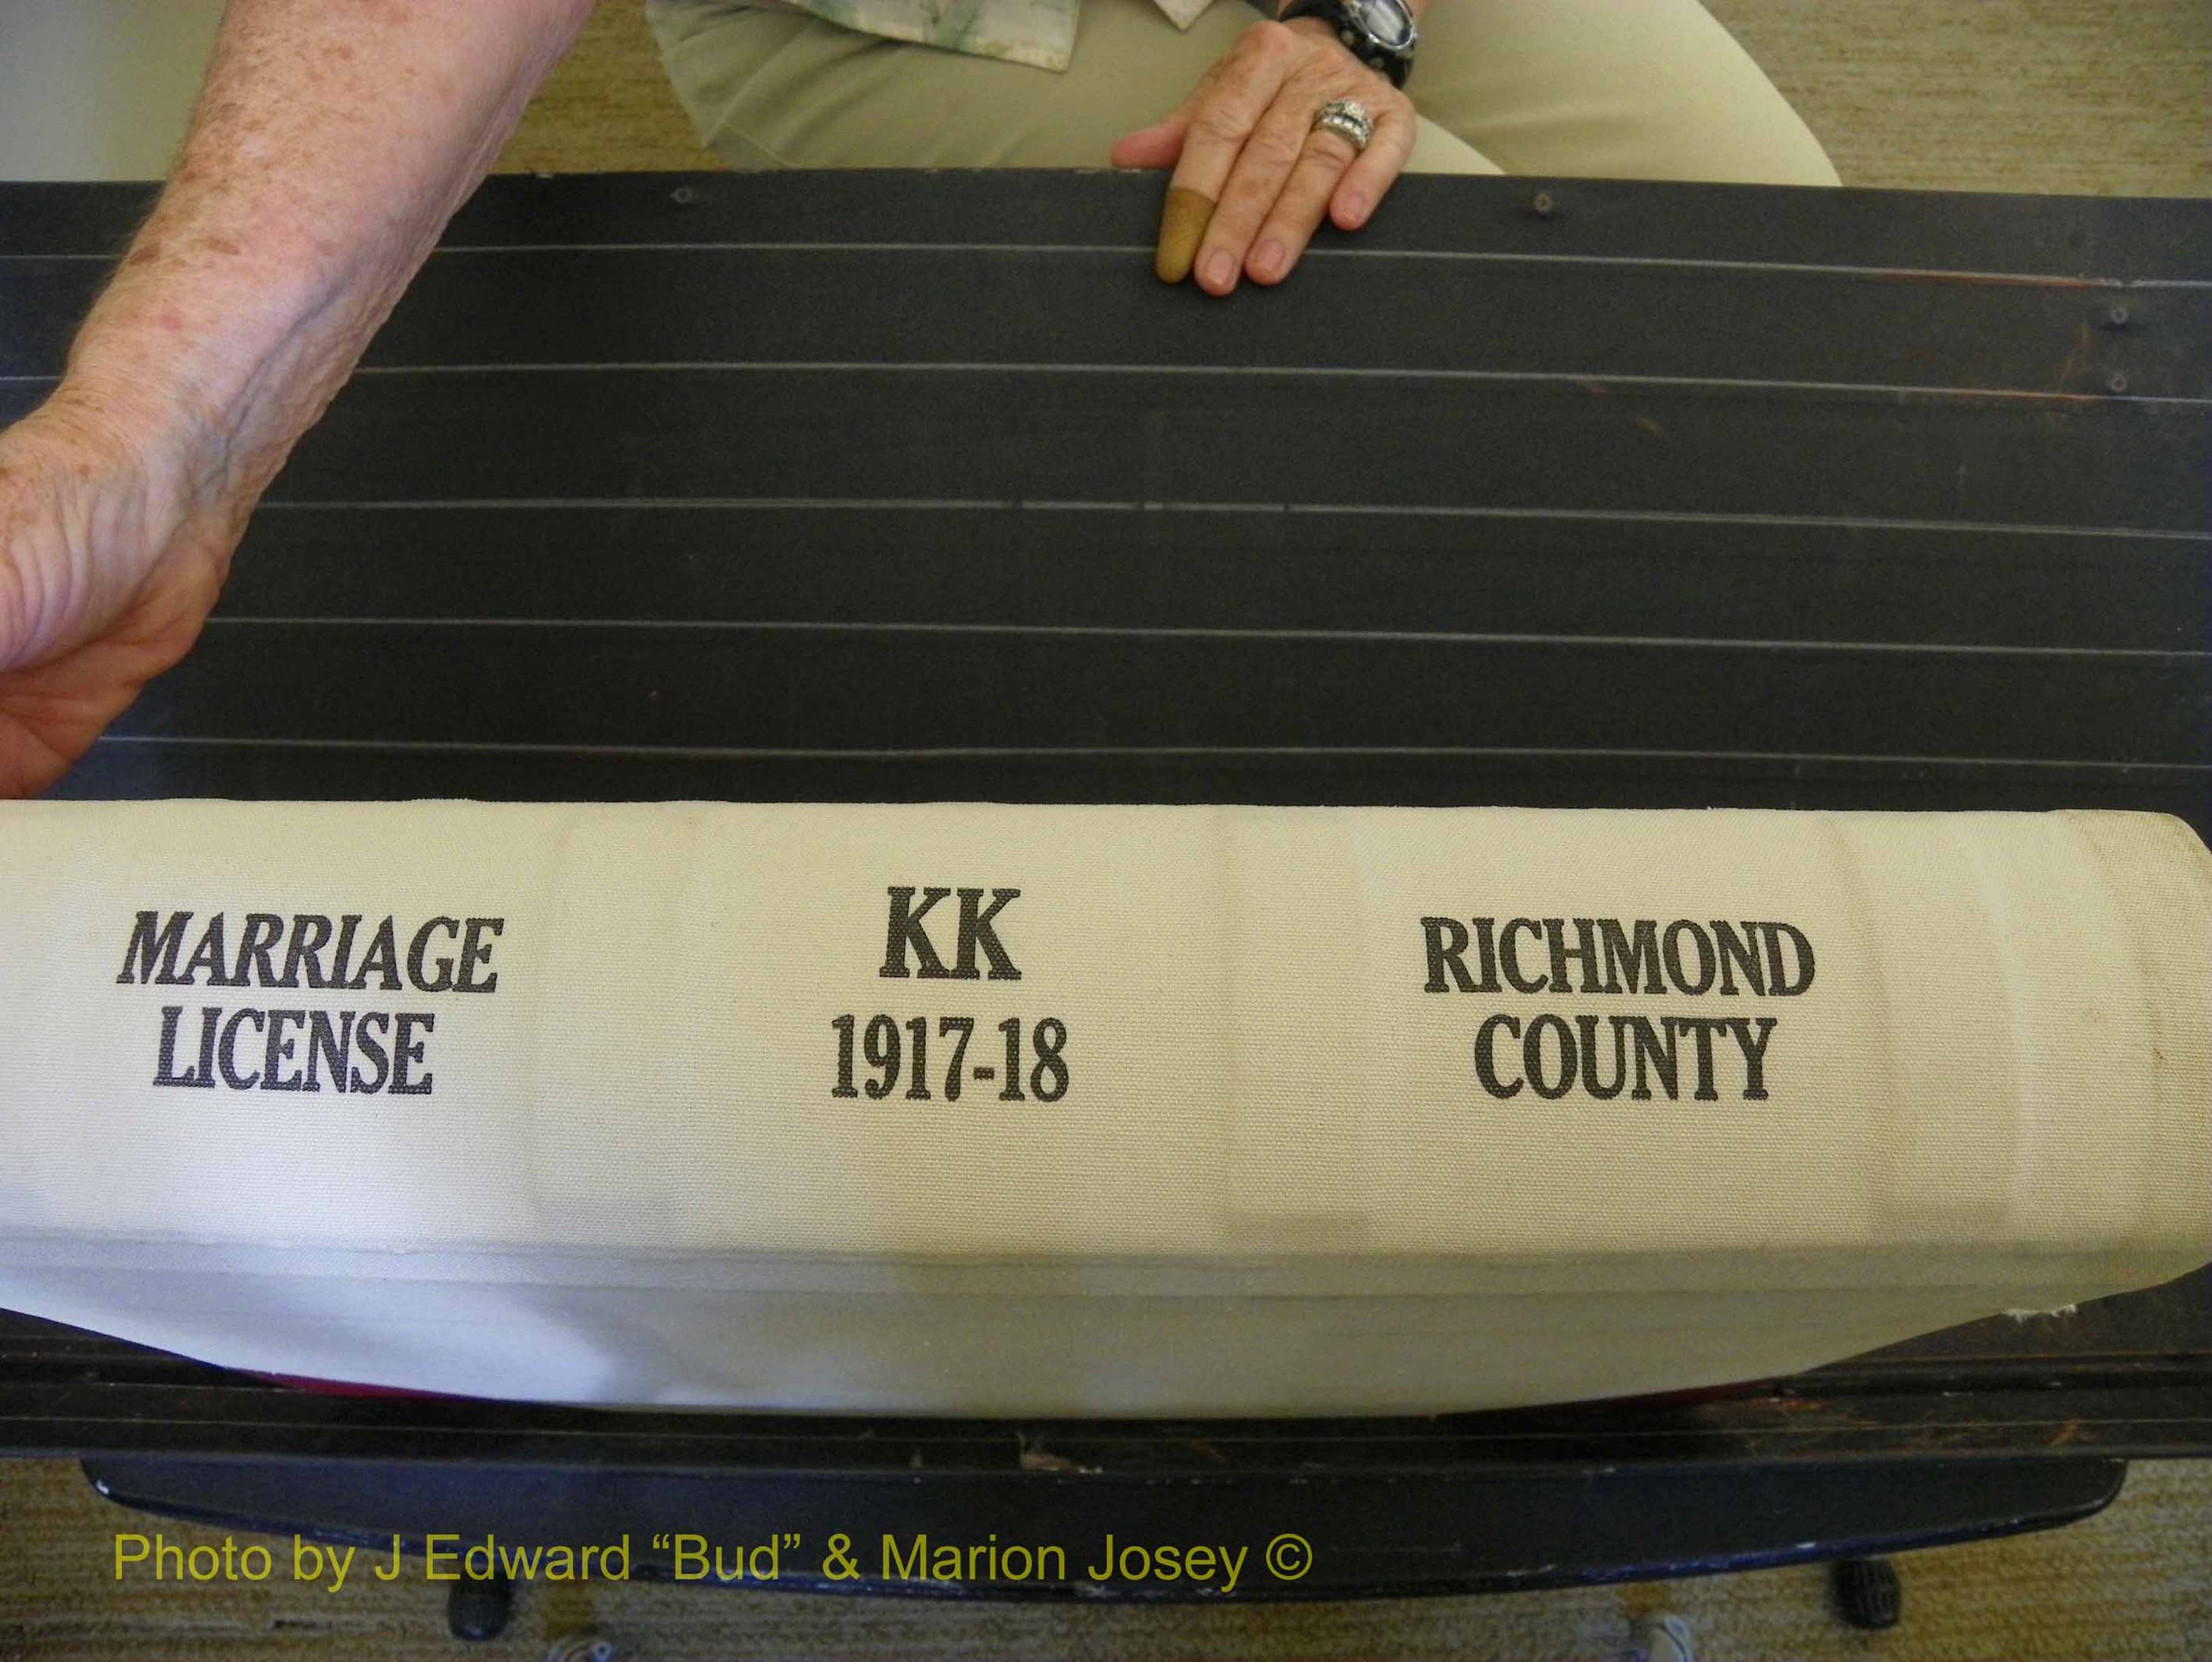 MARRIAGE
LICENSE
KK
1917-18
RICHMOND
COUNTY
Photo by J Edward “Bud” & Marion Josey ©